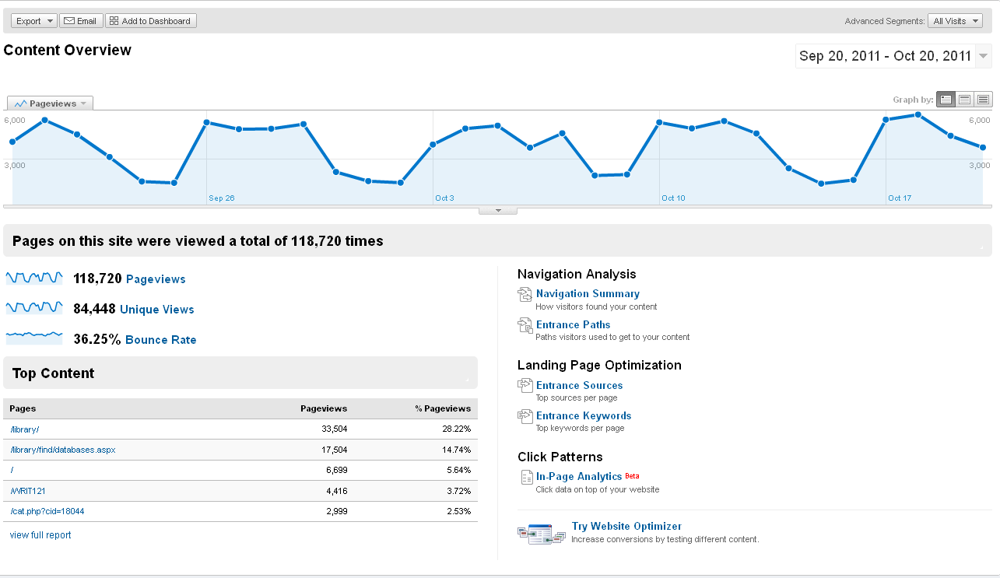 Export Email Add to Dashboard Advanced Segments: All Visits
Content Overview
Sep 20, 2011 - Oct 20, 2011
Pageviews Graph by:
6,000 6,000
3,000 3,000
Sep 26 Oct 3 Oct 10 Oct 17
Pages on this site were viewed a total of 118,720 times
118,720 Pageviews
84,448 Unique Views
36.25% Bounce Rate
Top Content
Pages Pageviews % Pageviews
/library/ 33,504 28.22%
/library/find/databases.aspx 17,504 14.74%
/ 6,699 5.64%
/WRIT121 4,416 3.72%
/cat.php?cid=18044 2,999 2.53%
view full report
Navigation Analysis
Navigation Summary
How visitors found your content
Entrance Paths
Paths visitors used to get to your content
Landing Page Optimization
Entrance Sources
Top sources per page
Entrance Keywords
Top keywords per page
Click Patterns
In-Page Analytics Beta
Click data on top of your website
Try Website Optimizer
Increase conversions by testing different content.